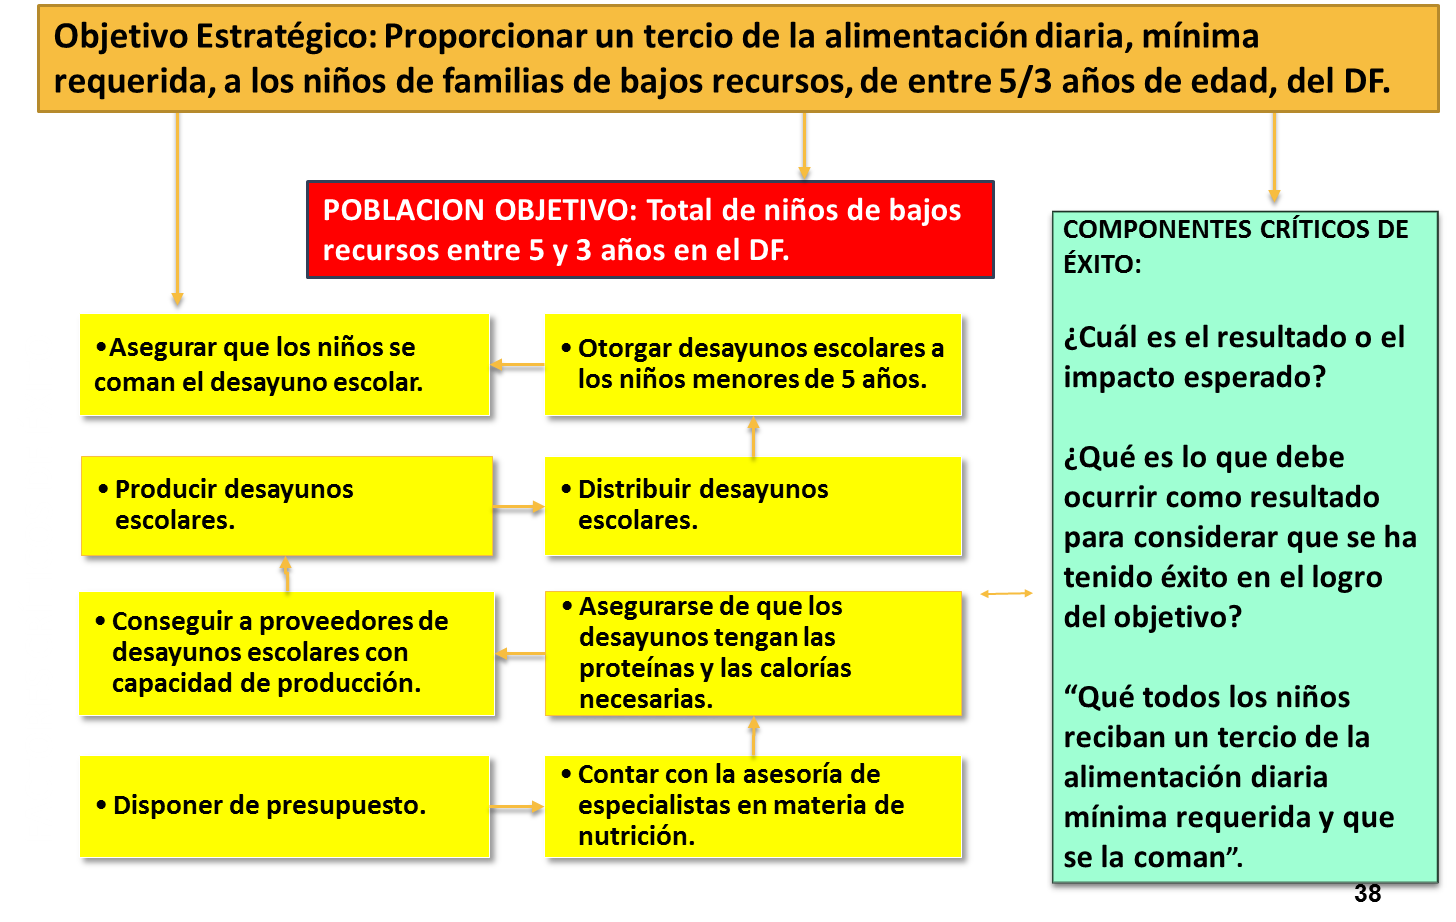 Objetivo Estratégico: Proporcionar un tercio de la alimentación diaria, mínima
requerida, a los niños de familias de bajos recursos, de entre 5/3 años de edad, del DF.
POBLACION OBJETIVO: Total de niños de bajos
recursos entre 5 y 3 años en el DF.
•Asegurar que los niños se
coman el desayuno escolar.
• Otorgar desayunos escolares a
los niños menores de 5 años.
• Producir desayunos
escolares.
• Distribuir desayunos
escolares.
• Conseguir a proveedores de
desayunos escolares con
capacidad de producción.
• Asegurarse de que los
desayunos tengan las
proteínas y las calorías
necesarias.
• Disponer de presupuesto.
• Contar con la asesoría de
especialistas en materia de
nutrición.
COMPONENTES CRÍTICOS DE
ÉXITO:
¿Cuál es el resultado o el
impacto esperado?
¿Qué es lo que debe
ocurrir como resultado
para considerar que se ha
tenido éxito en el logro
del objetivo?
“Qué todos los niños
reciban un tercio de la
alimentación diaria
mínima requerida y que
se la coman”.
38